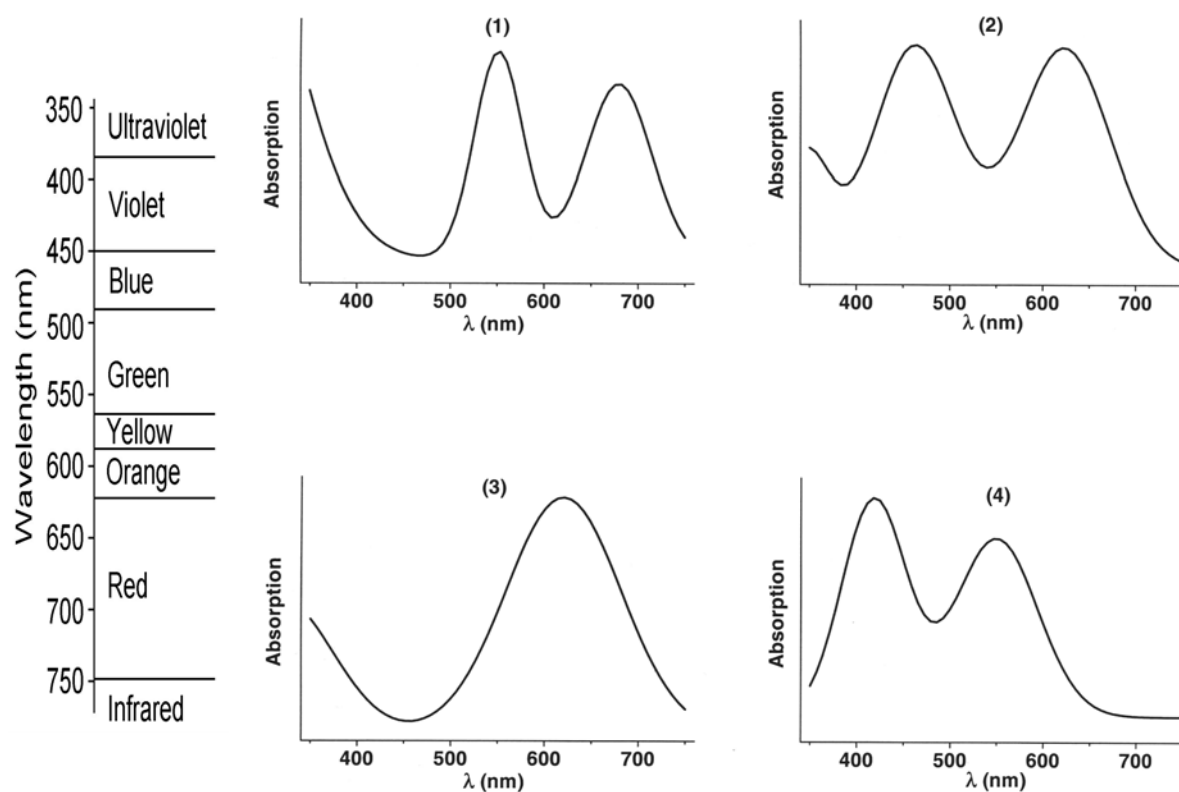 Wavelength (nm)
350
400
450
500
550
600
650
700
750
Ultraviolet
Violet
Blue
Green
Yellow
Orange
Red
Infrared
(1)
Absorption
400 500 600 700
λ (nm)
(2)
Absorption
400 500 600 700
λ (nm)
(3)
Absorption
400 500 600 700
λ (nm)
(4)
Absorption
400 500 600 700
λ (nm)